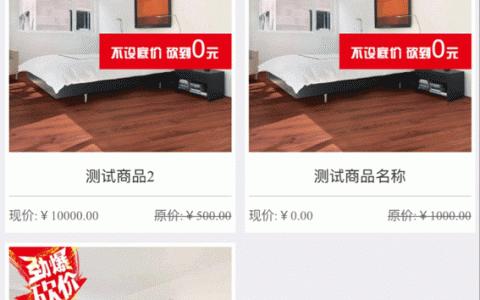 不设底价 砍到0元
不设底价 砍到0元
测试商品2
测试商品名称
现价:￥10000.00
原价:￥500.00
现价:￥0.00
原价:￥1000.00
劲爆
砍价